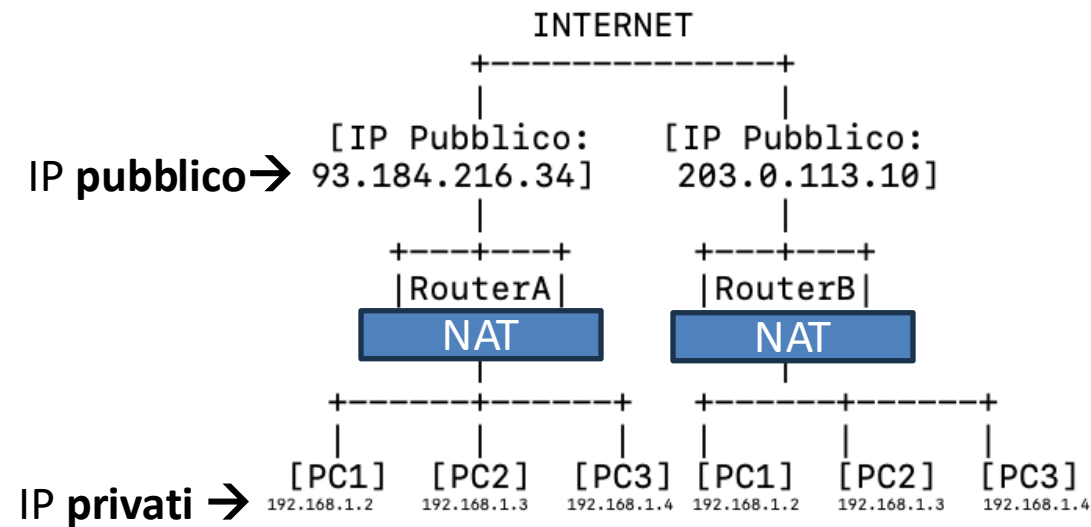 INTERNET
[IP Pubblico: [IP Pubblico:
IP pubblico→ 93.184.216.34] 203.0.113.10]
|RouterA| |RouterB|
NAT NAT
[PC1] [PC2] [PC3] [PC1] [PC2] [PC3]
IP privati → 192.168.1.2 192.168.1.3 192.168.1.4 192.168.1.2 192.168.1.3 192.168.1.4